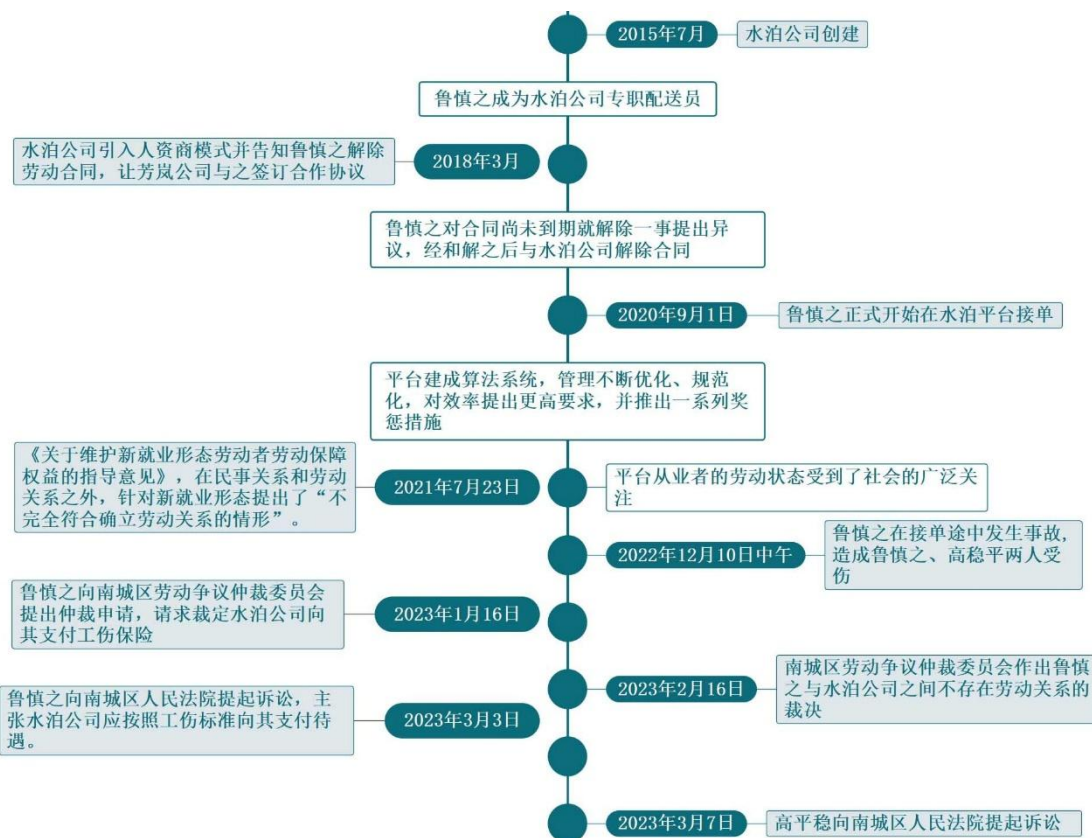 2015年7月
水泊公司创建
鲁慎之成为水泊公司专职配送员
水泊公司引入人资商模式并告知鲁慎之解除
劳动合同，让芳岚公司与之签订合作协议
2018年3月
鲁慎之对合同尚未到期就解除一事提出异
议，经和解之后与水泊公司解除合同
2020年9月1日
鲁慎之正式开始在水泊平台接单
平台建成算法系统，管理不断优化、规范
化，对效率提出更高要求，并推出一系列奖
惩措施
《关于维护新就业形态劳动者劳动保障
权益的指导意见》，在民事关系和劳动
关系之外，针对新就业形态提出了“不
完全符合确立劳动关系的情形”。
2021年7月23日
平台从业者的劳动状态受到了社会的广泛关
注
2022年12月10日中午
鲁慎之在接单途中发生事故,
造成鲁慎之、高稳平两人受
伤
鲁慎之向南城区劳动争议仲裁委员会
提出仲裁申请，请求裁定水泊公司向
其支付工伤保险
2023年1月16日
2023年2月16日
南城区劳动争议仲裁委员会作出鲁慎
之与水泊公司之间不存在劳动关系的
裁决
鲁慎之向南城区人民法院提起诉讼，主
张水泊公司应按照工伤标准向其支付待
遇。
2023年3月3日
2023年3月7日
高平稳向南城区人民法院提起诉讼